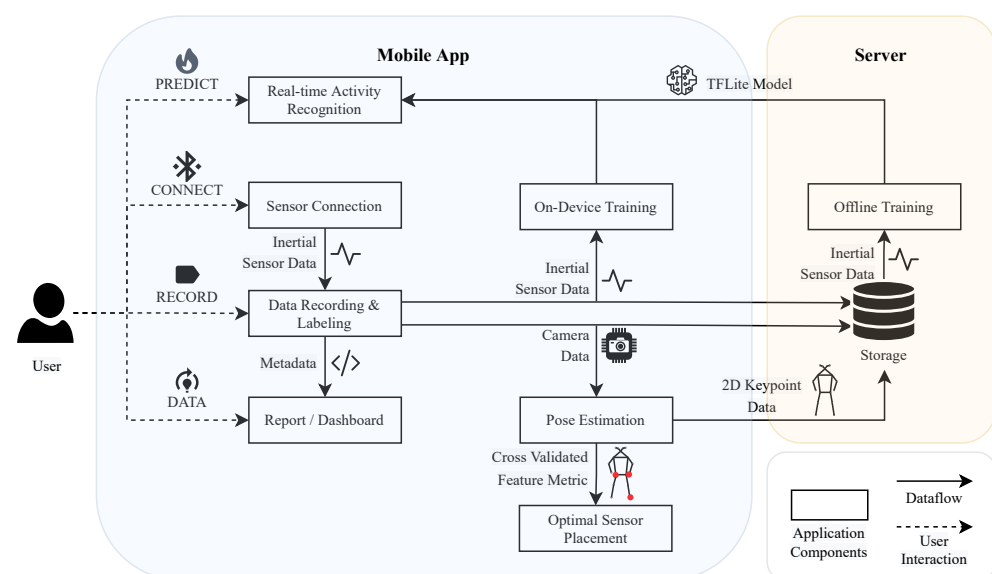 Mobile App
Server
PREDICT
Real-time Activity
Recognition
TFLite Model
CONNECT
Sensor Connection
On-Device Training
Offline Training
Inertial
Sensor Data
Inertial
Sensor Data
Inertial
Sensor Data
RECORD
Data Recording &
Labeling
User
Camera
Data
Storage
Metadata
2D Keypoint
Data
DATA
Report / Dashboard
Pose Estimation
Cross Validated
Feature Metric
Optimal Sensor
Placement
Application
Components
Dataflow
User
Interaction